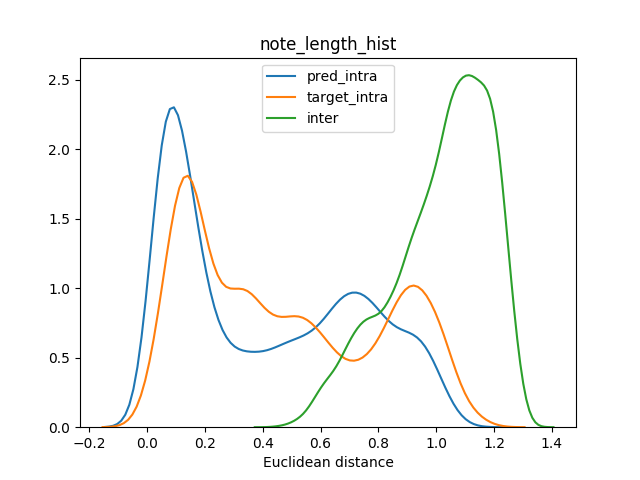 note_length_hist
pred_intra
target_intra
inter
2.5
2.0
1.5
1.0
0.5
0.0
−0.2 0.0 0.2 0.4 0.6 0.8 1.0 1.2 1.4
Euclidean distance